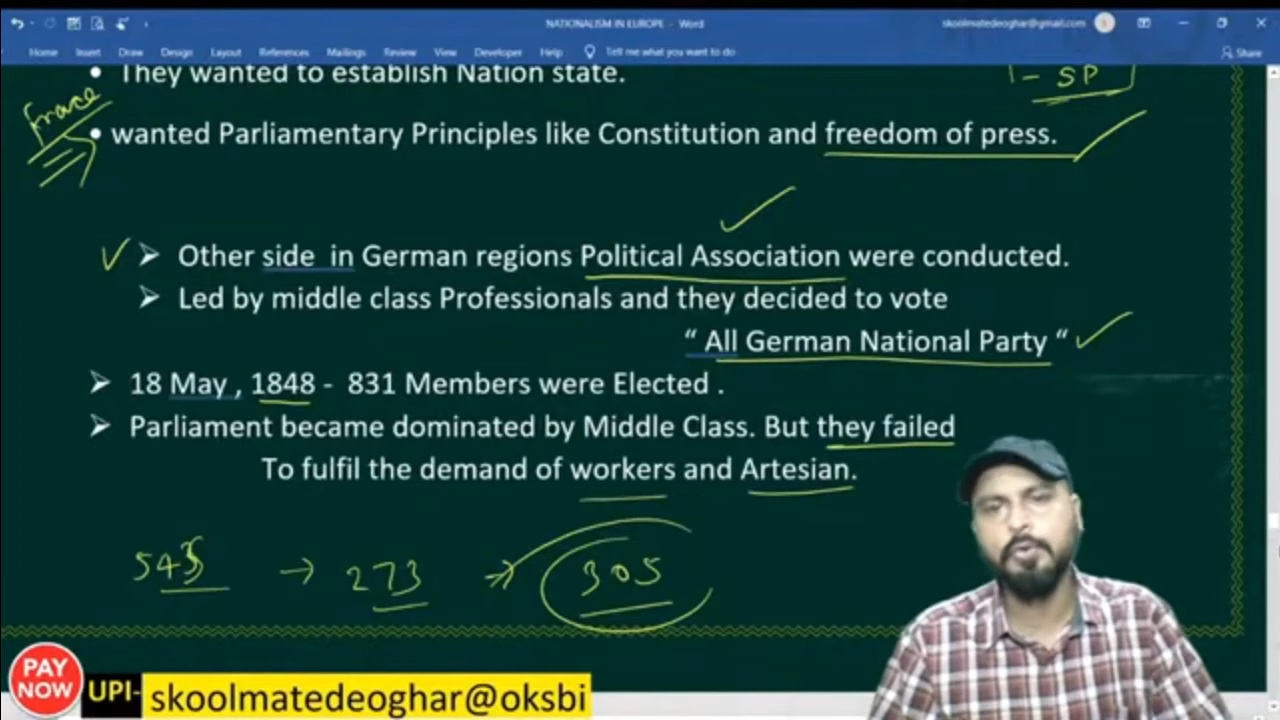 NATIONALISM IN EUROPE - Word
skoolmatedeoghar@gmail.com
Home Insert Draw Design Layout References Mailings Review View Developer Help Tell me what you want to do
Share
• They wanted to establish Nation state.
- SP
France
• wanted Parliamentary Principles like Constitution and freedom of press.
➢ Other side in German regions Political Association were conducted.
➢ Led by middle class Professionals and they decided to vote
“ All German National Party “
➢ 18 May , 1848 - 831 Members were Elected .
➢ Parliament became dominated by Middle Class. But they failed
To fulfil the demand of workers and Artesian.
→ 273 → 305
PAY
NOW
UPI- skoolmatedeoghar@oksbi